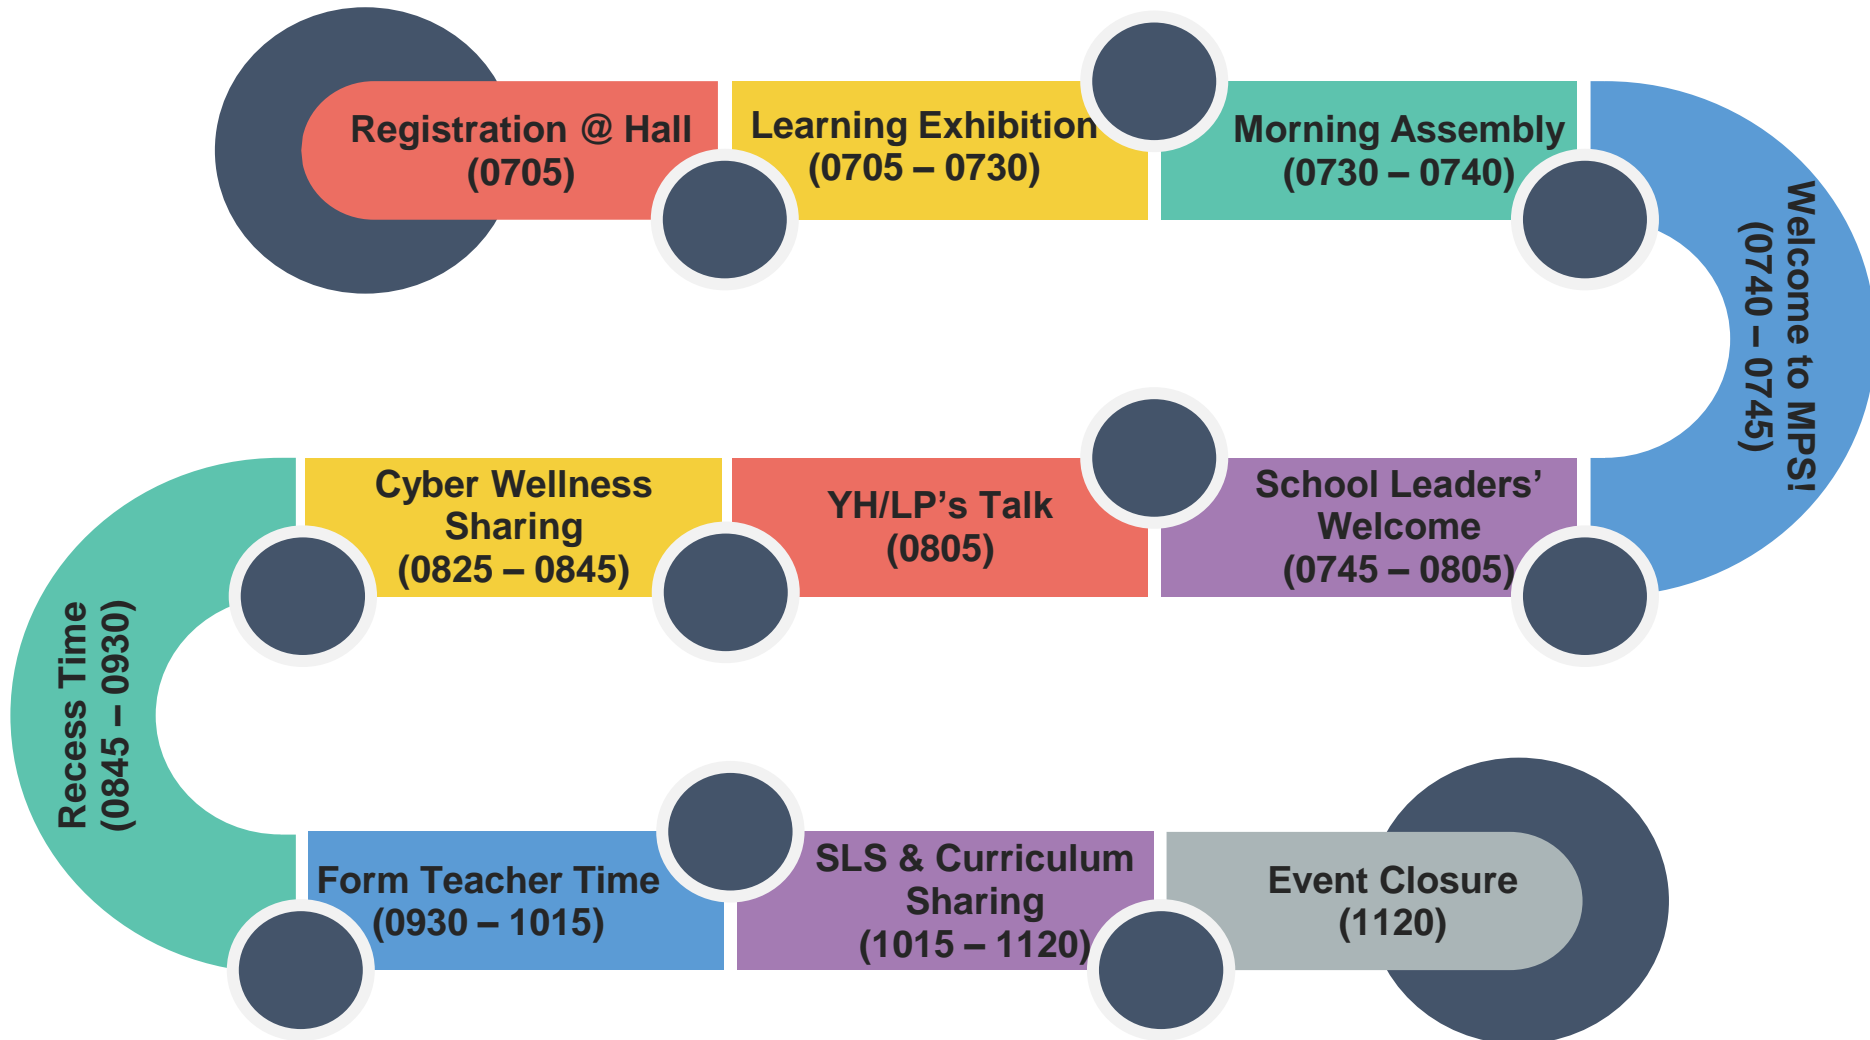 Registration @ Hall
(0705)
Learning Exhibition
(0705 – 0730)
Morning Assembly
(0730 – 0740)
Welcome to MPS!
(0740 – 0745)
School Leaders’
Welcome
(0745 – 0805)
YH/LP’s Talk
(0805)
Cyber Wellness
Sharing
(0825 – 0845)
Recess Time
(0845 – 0930)
Form Teacher Time
(0930 – 1015)
SLS & Curriculum
Sharing
(1015 – 1120)
Event Closure
(1120)